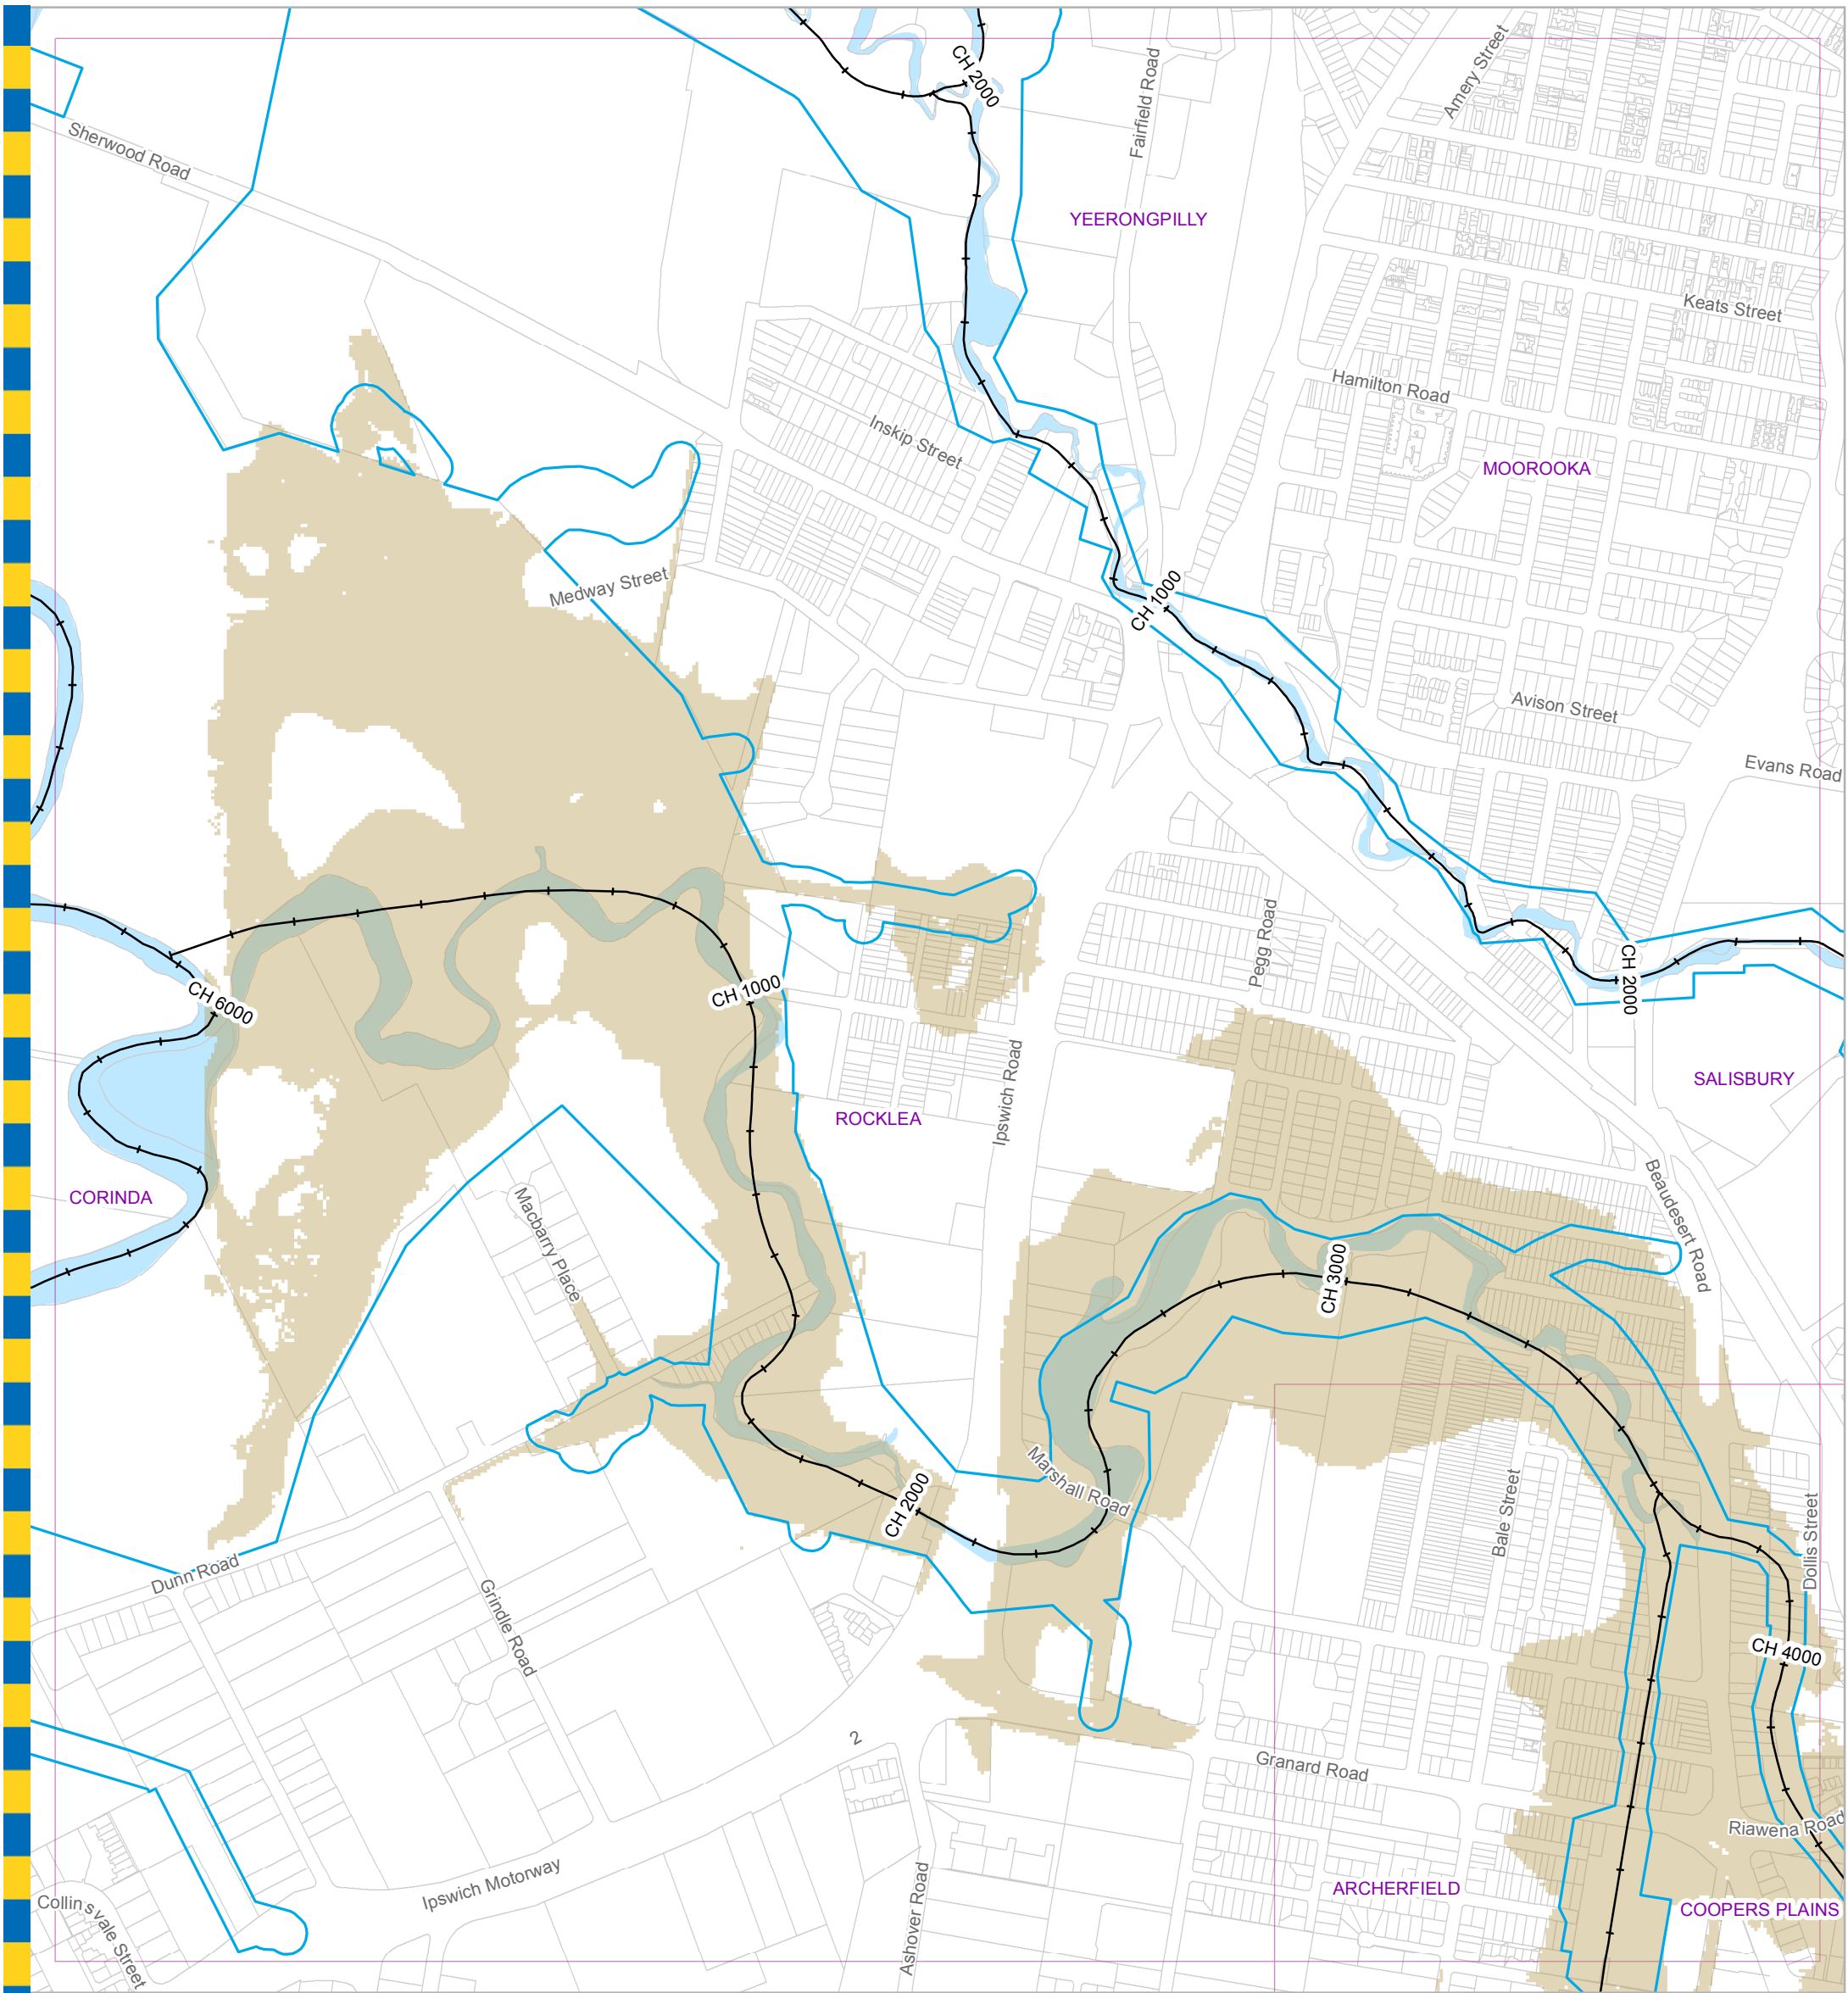 CH 2000
Fairfield Road
Amery Street
Sherwood Road
YEERONGPILLY
Keats Street
Hamilton Road
Inskip Street
MOOROOKA
Medway Street
CH 1000
Avison Street
Evans Road
Pegg Road
CH 6000
CH 1000
CH 2000
Ipswich Road
SALISBURY
ROCKLEA
CORINDA
Macbarry Place
Beaudesert Road
CH 3000
Marshall Road
CH 2000
Bale Street
Dollis Street
Dunn Road
Grindle Road
CH 4000
2
Granard Road
Riawena Road
Ipswich Motorway
ARCHERFIELD
Ashover Road
COOPERS PLAINS
Collinsvale Street